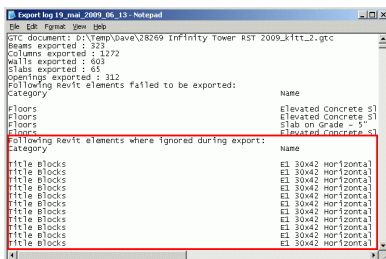 Export log 19_mai_2009_06_13 - Notepad
File Edit Format View Help
GTC document: D:\Temp\Dave\28269 Infinity Tower RST 2009_kitt_2.gtc
Beams exported : 323
Columns exported : 1272
Walls exported : 603
Slabs exported : 65
Openings exported : 312
Following Revit elements failed to be exported:
Category Name
Floors Elevated Concrete Sl
Floors Elevated Concrete Sl
Floors Slab on Grade - 5"
Floors Elevated Concrete Sl
Following Revit elements where ignored during export:
Category Name
Title Blocks E1 30x42 Horizontal
Title Blocks E1 30x42 Horizontal
Title Blocks E1 30x42 Horizontal
Title Blocks E1 30x42 Horizontal
Title Blocks E1 30x42 Horizontal
Title Blocks E1 30x42 Horizontal
Title Blocks E1 30x42 Horizontal
Title Blocks E1 30x42 Horizontal
Title Blocks E1 30x42 Horizontal
Title Blocks E1 30x42 Horizontal